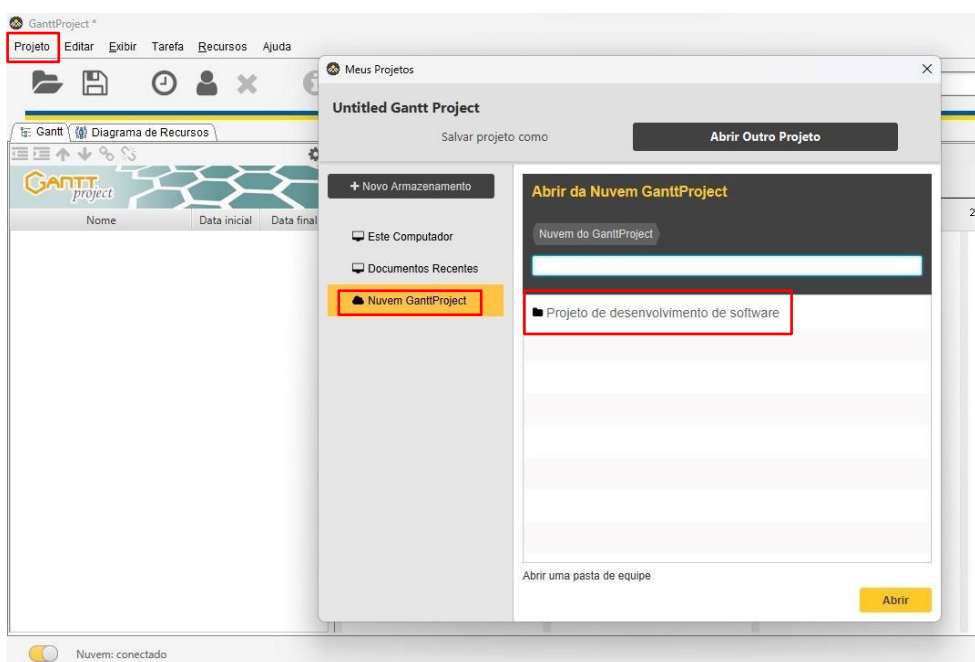 GanttProject *
Projeto Editar Exibir Tarefa Recursos Ajuda
Gantt Diagrama de Recursos
GANTT
project
Nome Data inicial Data final
Meus Projetos
Untitled Gantt Project
Salvar projeto como Abrir Outro Projeto
+ Novo Armazenamento
Este Computador
Documentos Recentes
Nuvem GanttProject
Abrir da Nuvem GanttProject
Nuvem do GanttProject
Projeto de desenvolvimento de software
Abrir uma pasta de equipe
Abrir
2
Nuvem: conectado